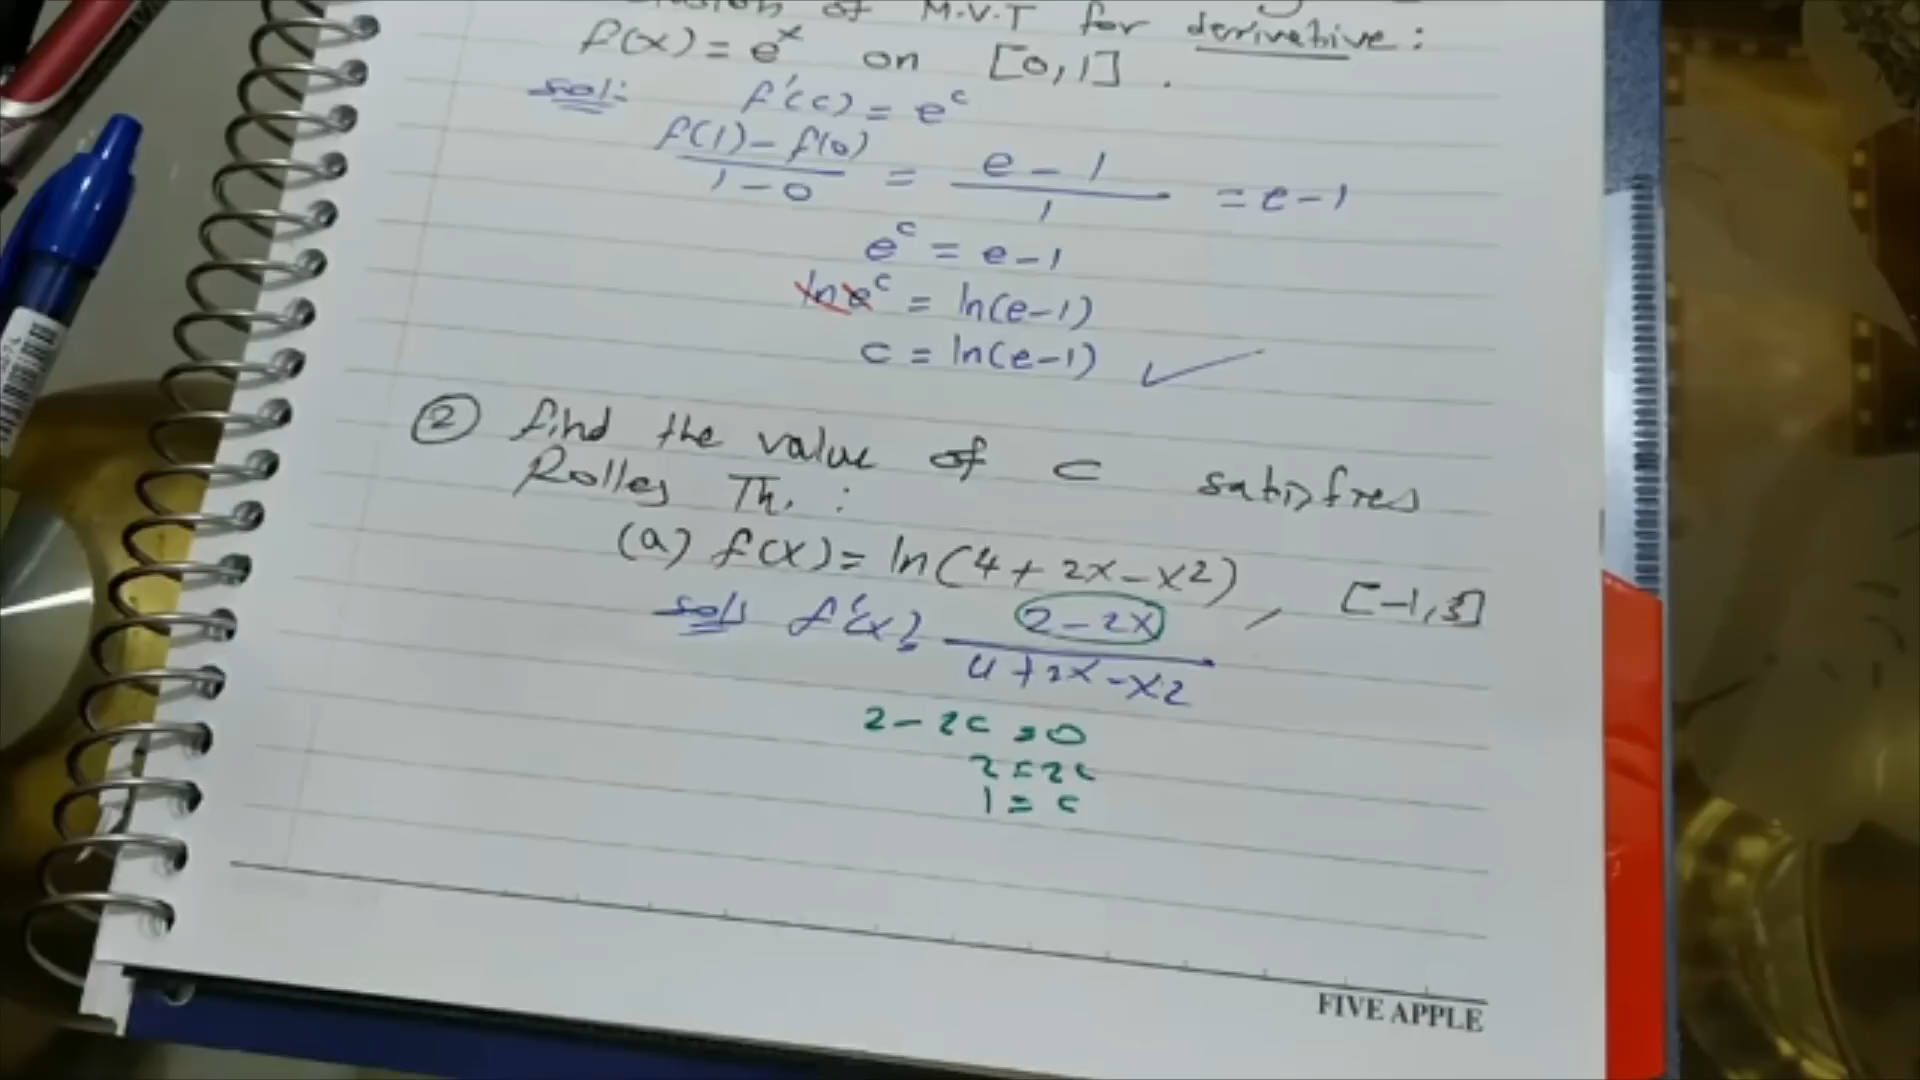 of M.V.T for derivative:
f(x) = e^x on [0,1].
sol: f'(c) = e^c
f(1)-f(0) / 1-0 = e-1 / 1 = e-1
e^c = e-1
ln e^c = ln(e-1)
c = ln(e-1) ✓
② find the value of c satisfies
Rolles Th. :
(a) f(x) = ln(4+2x-x2), [-1,3]
sol: f'(x) = 2-2x / 4+2x-x2
2-2c=0
2=2c
1=c
FIVE APPLE